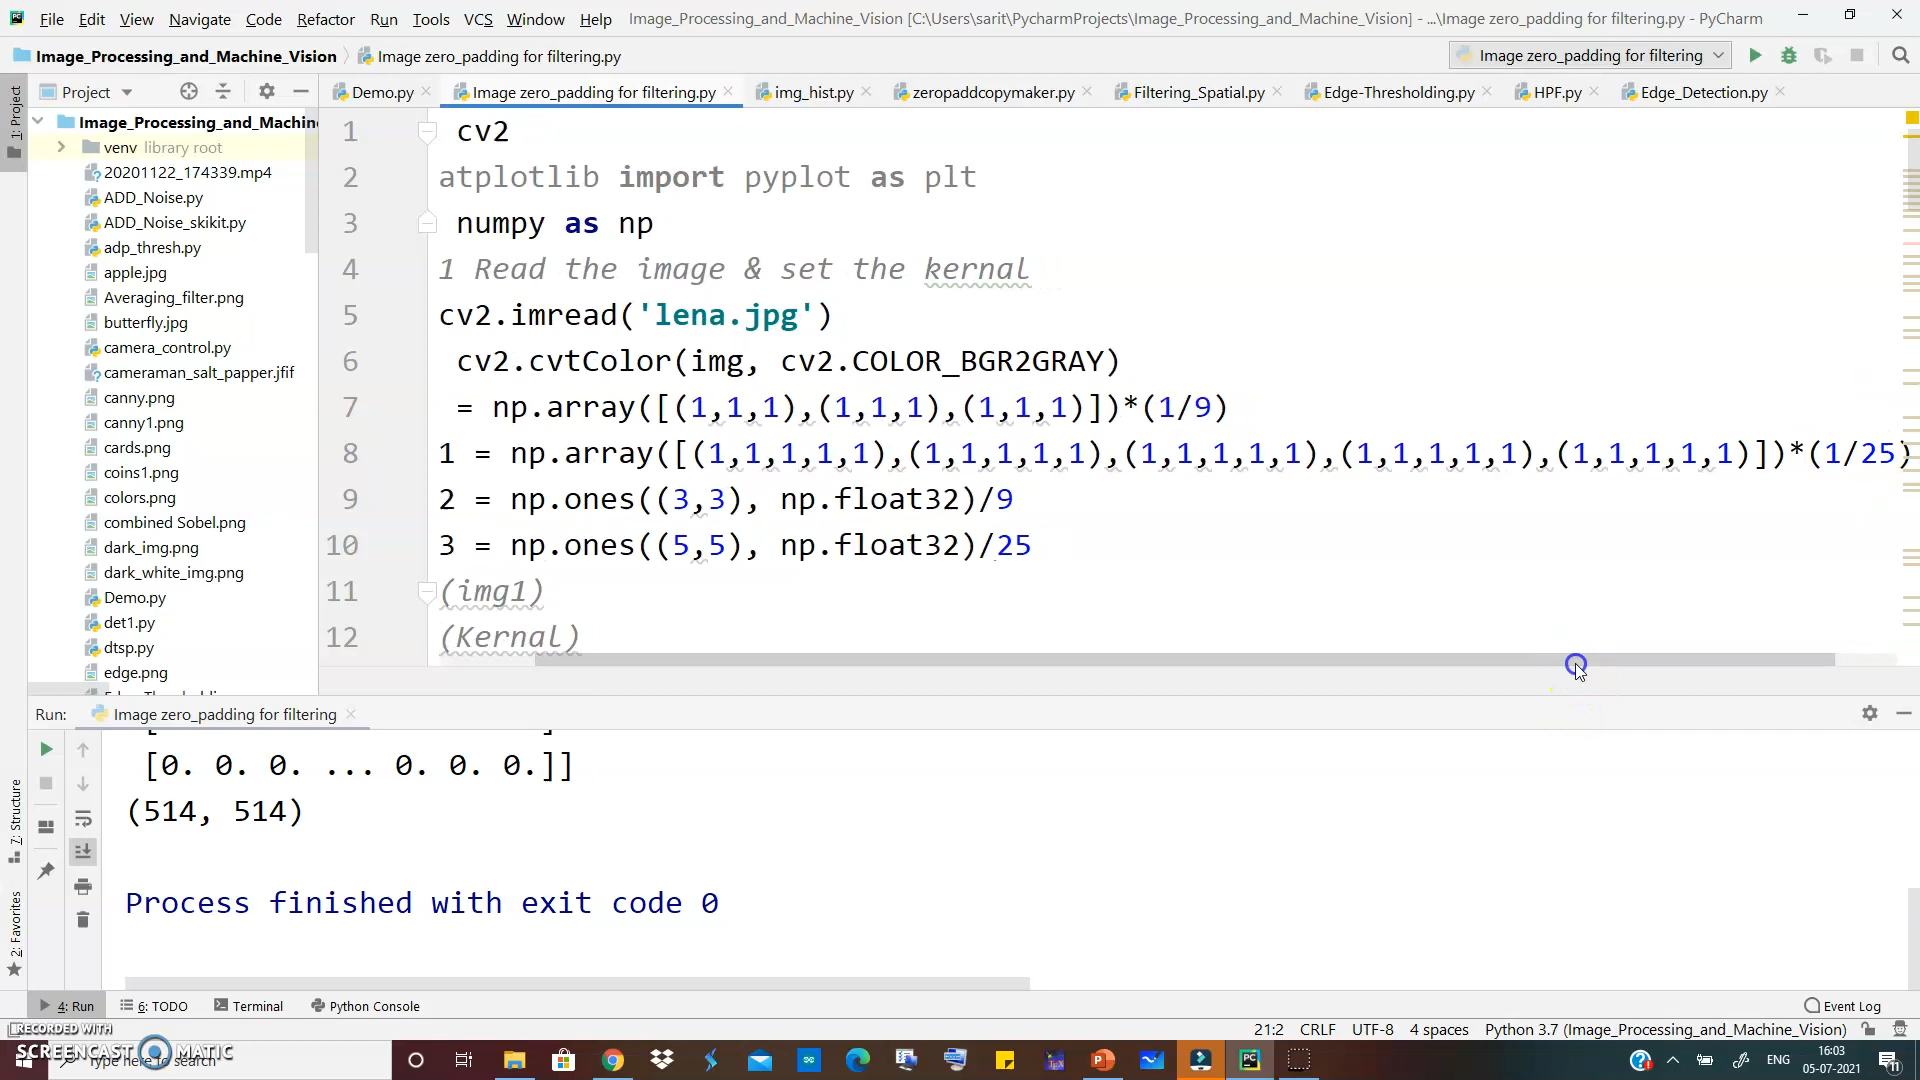 File Edit View Navigate Code Refactor Run Tools VCS Window Help Image_Processing_and_Machine_Vision [C:\Users\sarit\PycharmProjects\Image_Processing_and_Machine_Vision] - ...\Image zero_padding for filtering.py - PyCharm
Image_Processing_and_Machine_Vision Image zero_padding for filtering.py Image zero_padding for filtering
Project Demo.py Image zero_padding for filtering.py img_hist.py zeropaddcopymaker.py Filtering_Spatial.py Edge-Thresholding.py HPF.py Edge_Detection.py
1: Project
Image_Processing_and_Machin
venv library root
20201122_174339.mp4
ADD_Noise.py
ADD_Noise_skikit.py
adp_thresh.py
apple.jpg
Averaging_filter.png
butterfly.jpg
camera_control.py
cameraman_salt_papper.jfif
canny.png
canny1.png
cards.png
coins1.png
colors.png
combined Sobel.png
dark_img.png
dark_white_img.png
Demo.py
det1.py
dtsp.py
edge.png
1 cv2
2 atplotlib import pyplot as plt
3 numpy as np
4 1 Read the image & set the kernal
5 cv2.imread('lena.jpg')
6 cv2.cvtColor(img, cv2.COLOR_BGR2GRAY)
7 = np.array([(1,1,1),(1,1,1),(1,1,1)])*(1/9)
8 1 = np.array([(1,1,1,1,1),(1,1,1,1,1),(1,1,1,1,1),(1,1,1,1,1),(1,1,1,1,1)])*(1/25)
9 2 = np.ones((3,3), np.float32)/9
10 3 = np.ones((5,5), np.float32)/25
11 (img1)
12 (Kernal)
Run: Image zero_padding for filtering
[0. 0. 0. ... 0. 0. 0.]]
(514, 514)
Process finished with exit code 0
7: Structure
2: Favorites
4: Run 6: TODO Terminal Python Console Event Log
21:2 CRLF UTF-8 4 spaces Python 3.7 (Image_Processing_and_Machine_Vision)
RECORDED WITH
SCREENCAST MATIC
Type here to search
ENG 16:03
05-07-2021
11